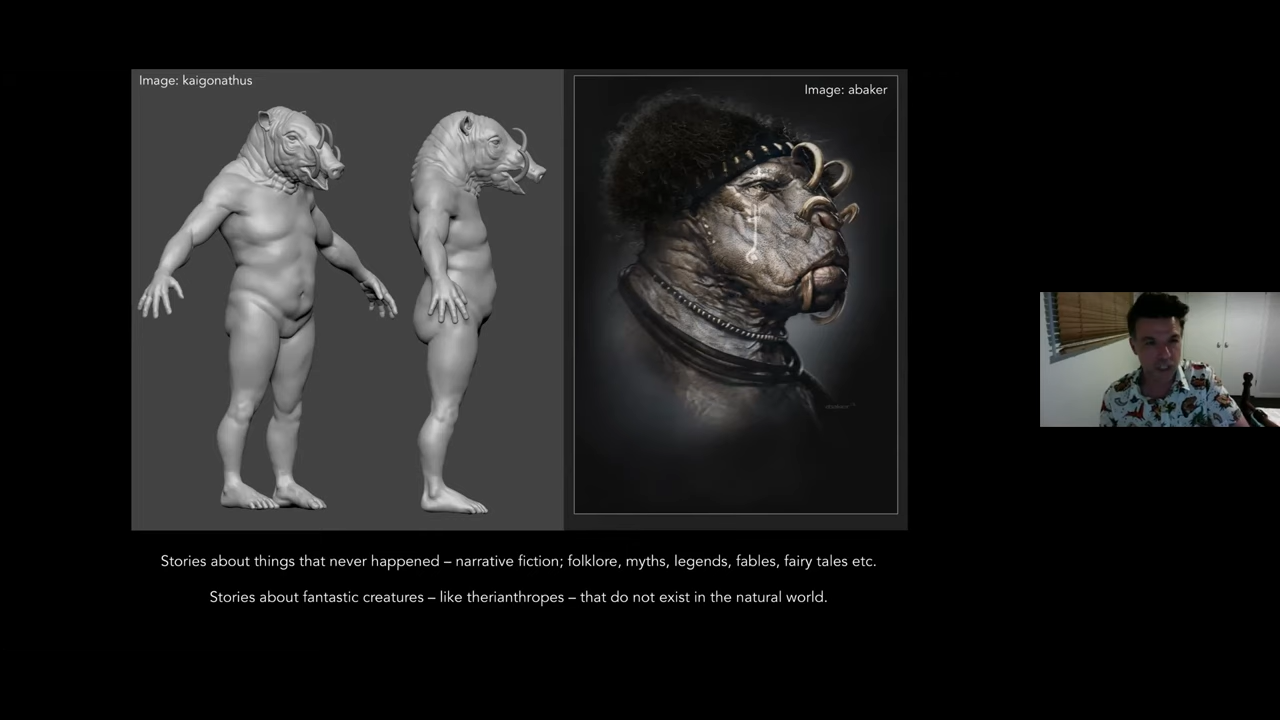 Image: kaigonathus
Image: abaker
Stories about things that never happened – narrative fiction; folklore, myths, legends, fables, fairy tales etc.
Stories about fantastic creatures – like therianthropes – that do not exist in the natural world.